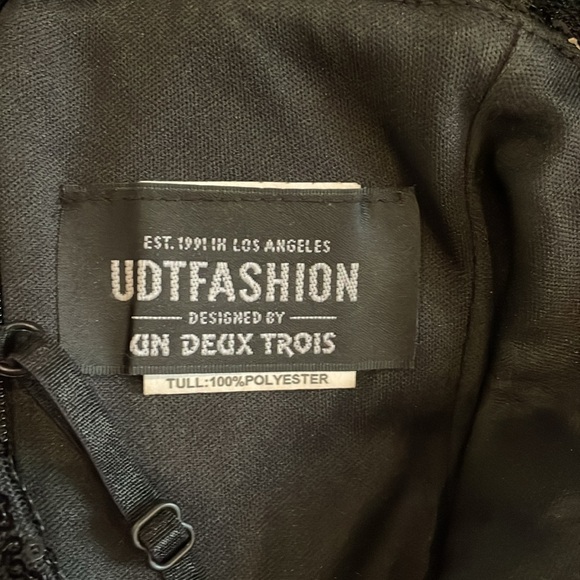 EST. 1991 IN LOS ANGELES
UDTFASHION
DESIGNED BY
UN DEUX TROIS
TULL:100%POLYESTER